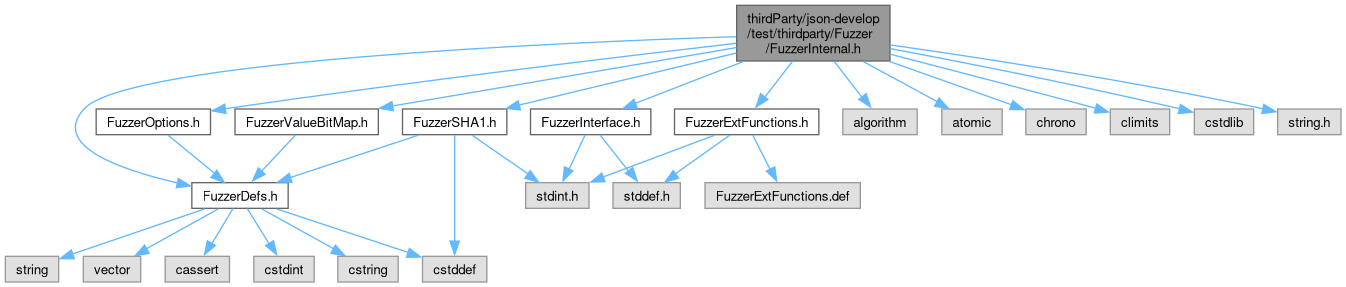 thirdParty/json-develop
/test/thirdparty/Fuzzer
/FuzzerInternal.h
FuzzerOptions.h
FuzzerValueBitMap.h
FuzzerSHA1.h
FuzzerInterface.h
FuzzerExtFunctions.h
algorithm
atomic
chrono
climits
cstdlib
string.h
FuzzerDefs.h
stdint.h
stddef.h
FuzzerExtFunctions.def
string
vector
cassert
cstdint
cstring
cstddef